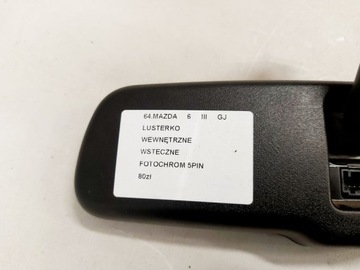 64.MAZDA 6 III GJ
LUSTERKO
WEWNĘTRZNE
WSTECZNE
FOTOCHROM 5PIN
80zł